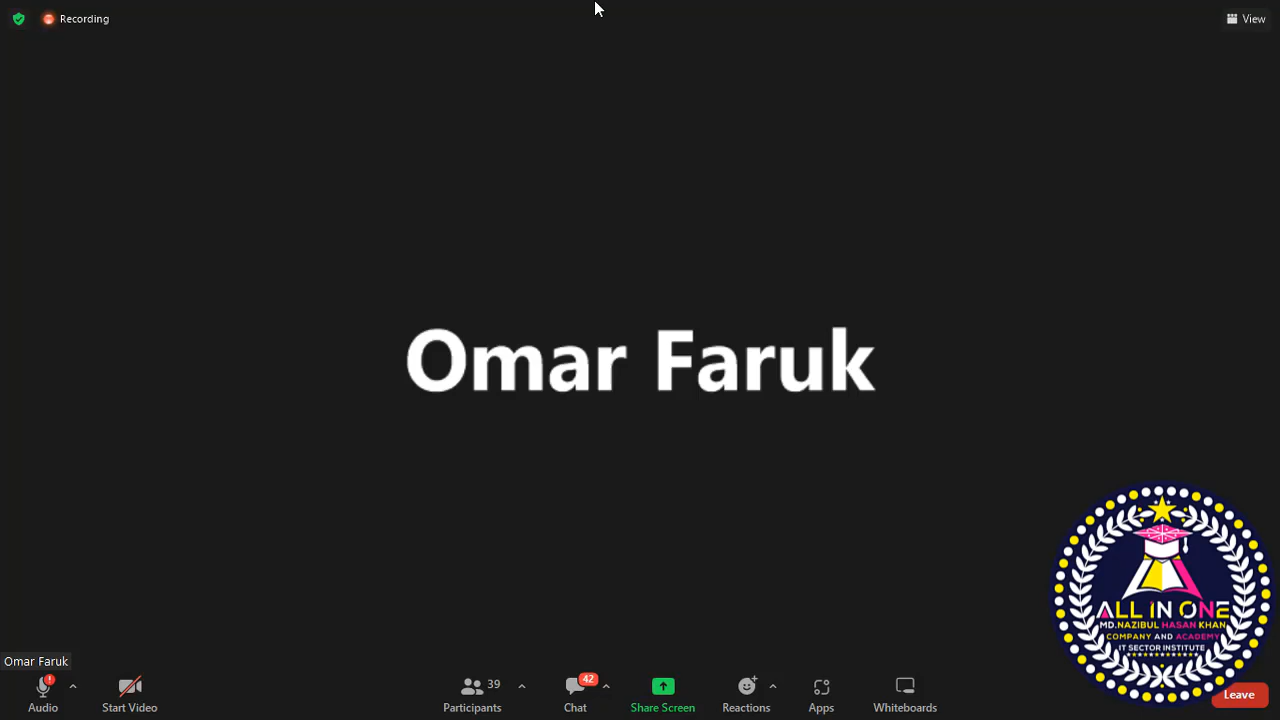 Recording
View
Omar Faruk
ALL IN ONE
MD.NAZIBUL HASAN KHAN
COMPANY AND ACADEMY
IT SECTOR INSTITUTE
Omar Faruk
Audio
Start Video
39
Participants
42
Chat
Share Screen
Reactions
Apps
Whiteboards
Leave